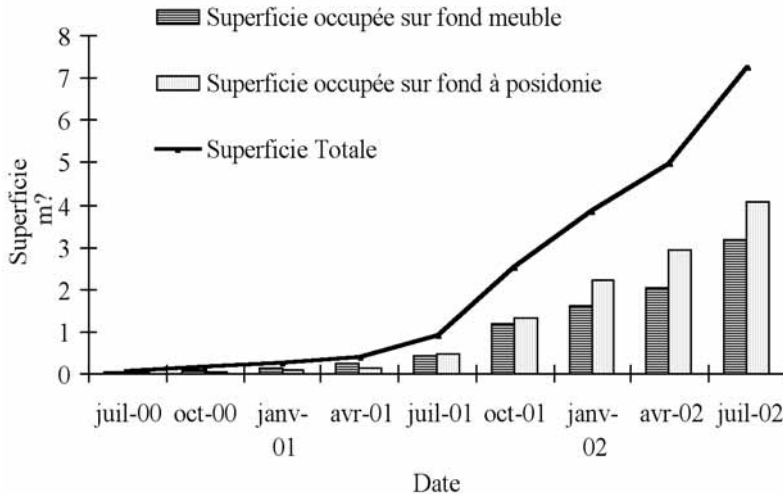 Superficie occupée sur fond meuble
Superficie occupée sur fond à posidonie
Superficie Totale
8
7
6
5
4
3
2
1
0
Superficie
m?
juil-00 oct-00 janv-01 avr-01 juil-01 oct-01 janv-02 avr-02 juil-02
Date